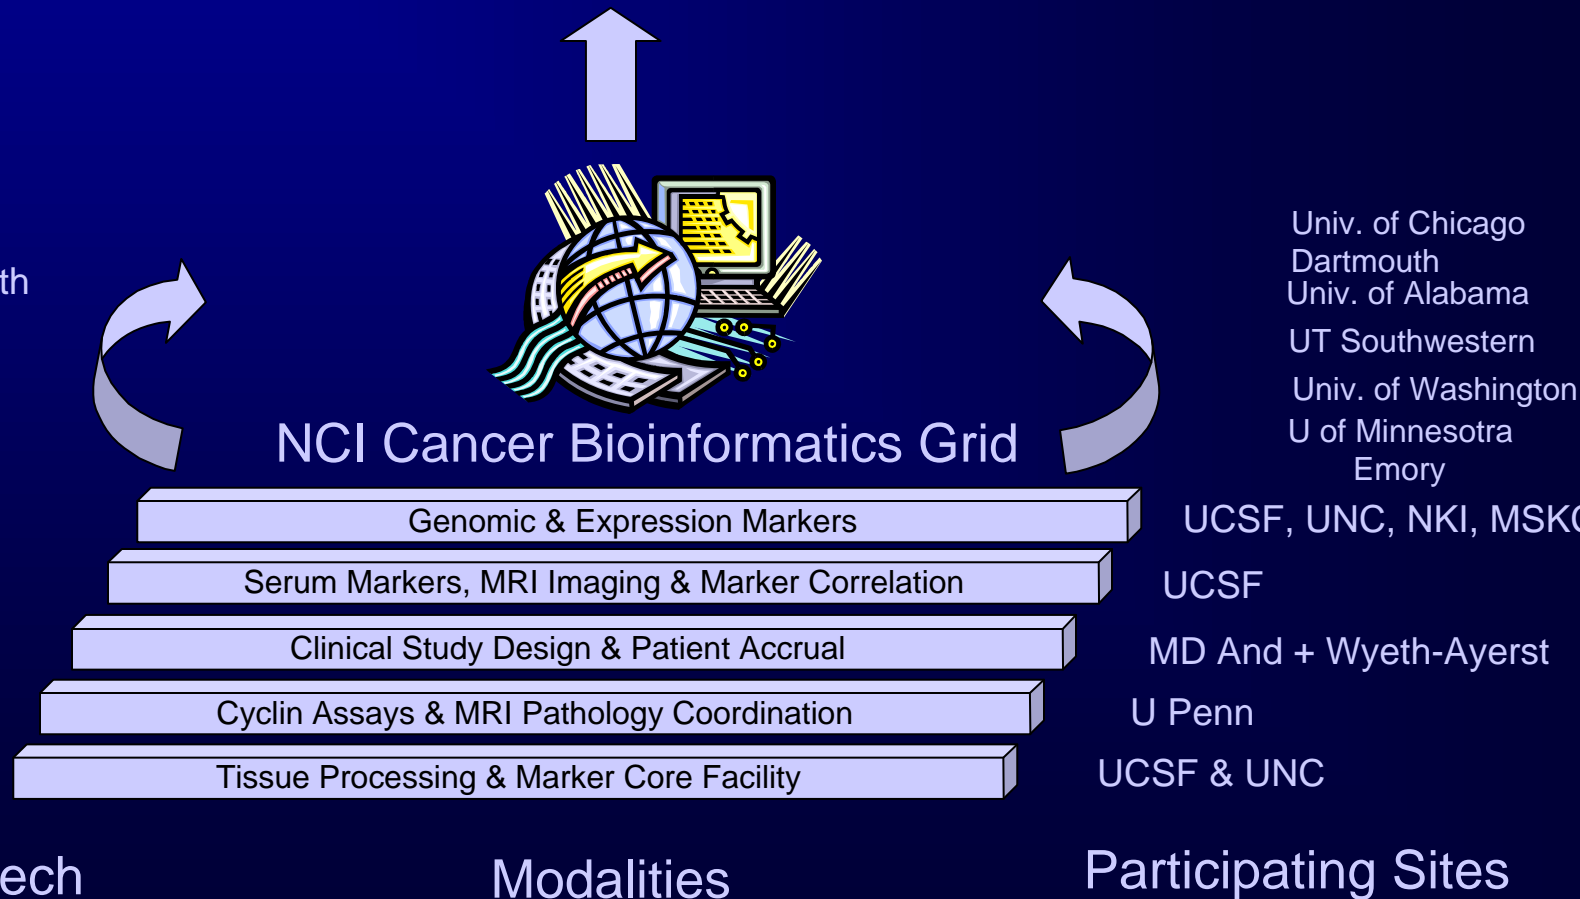 th
Univ. of Chicago
Dartmouth
Univ. of Alabama
UT Southwestern
Univ. of Washington
U of Minnesotra
Emory
NCI Cancer Bioinformatics Grid
Genomic & Expression Markers
UCSF, UNC, NKI, MSKC
Serum Markers, MRI Imaging & Marker Correlation
UCSF
Clinical Study Design & Patient Accrual
MD And + Wyeth-Ayerst
Cyclin Assays & MRI Pathology Coordination
U Penn
Tissue Processing & Marker Core Facility
UCSF & UNC
ech
Modalities
Participating Sites